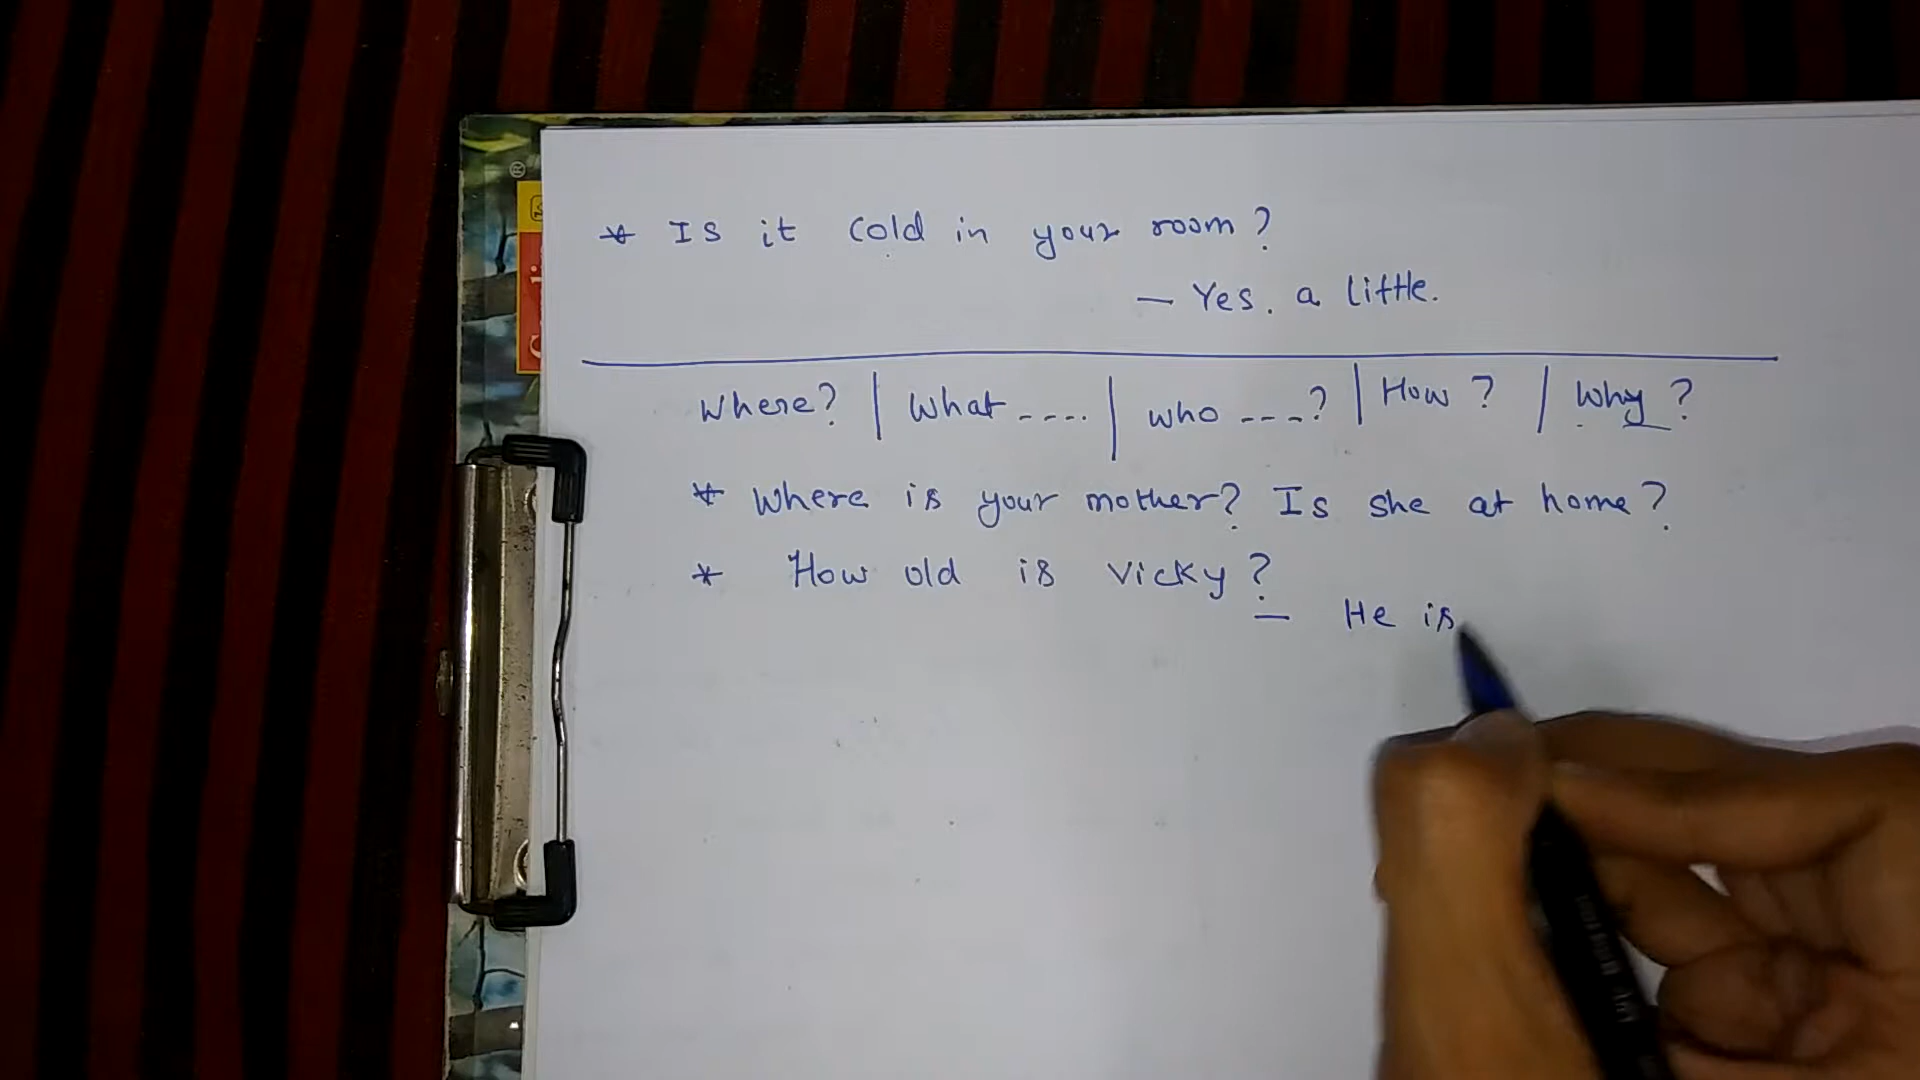 * Is it cold in your room?
— Yes. a little.
Where? | What ---- | who ---? | How? | Why?
* Where is your mother? Is she at home?
* How old is Vicky?
— He is